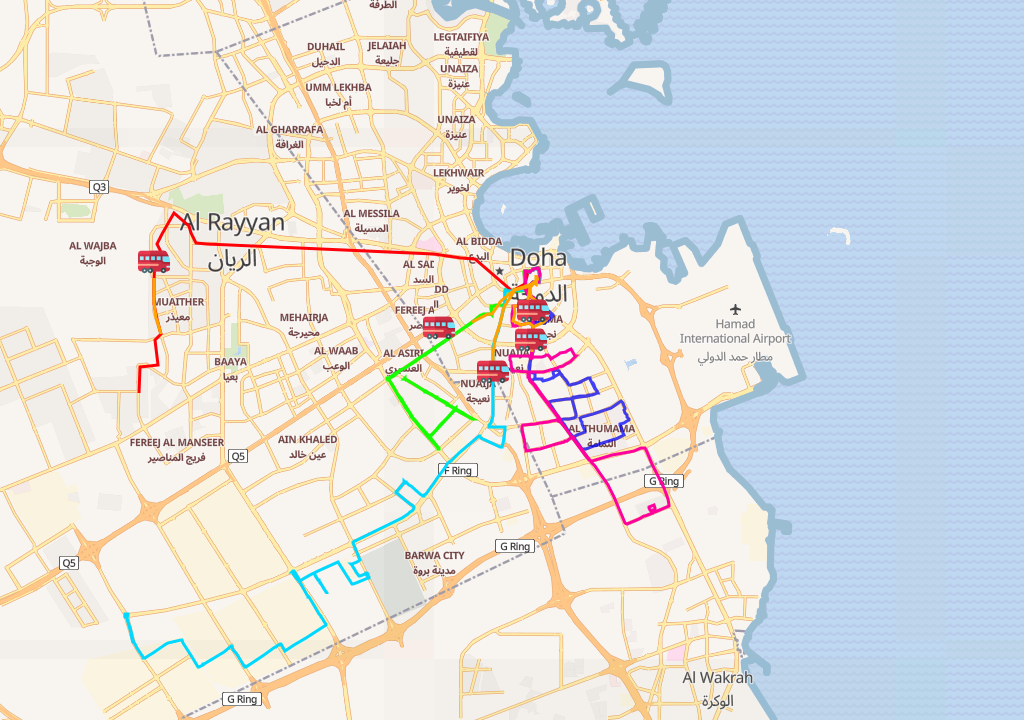 الطرفة
DUHAIL
الدحيل
JELAIAH
جليعة
LEGTAIFIYA
لقطيفية
UNAIZA
عنيزة
UMM LEKHBA
أم لخبا
UNAIZA
عنيزة
AL GHARRAFA
الغرافة
LEKHWAIR
لخوير
Q3
AL MESSILA
المسيلة
Al Rayyan
الريان
AL WAJBA
الوجبة
AL BIDDA
البدع
AL SAD
السد
Doha
الدوحة
DD
MUAITHER
معيذر
MEHAIRJA
محيرجة
FEREEJ A
Hamad
International Airport
مطار حمد الدولي
BAAYA
بعيا
AL WAAB
الوعب
AL ASIRI
العسيري
NUAIJA
نعيجة
AL THUMAMA
الثمامة
FEREEJ AL MANSEER
فريج المناصير
AIN KHALED
عين خالد
Q5
F Ring
G Ring
G Ring
BARWA CITY
مدينة بروة
Q5
G Ring
Al Wakrah
الوكرة